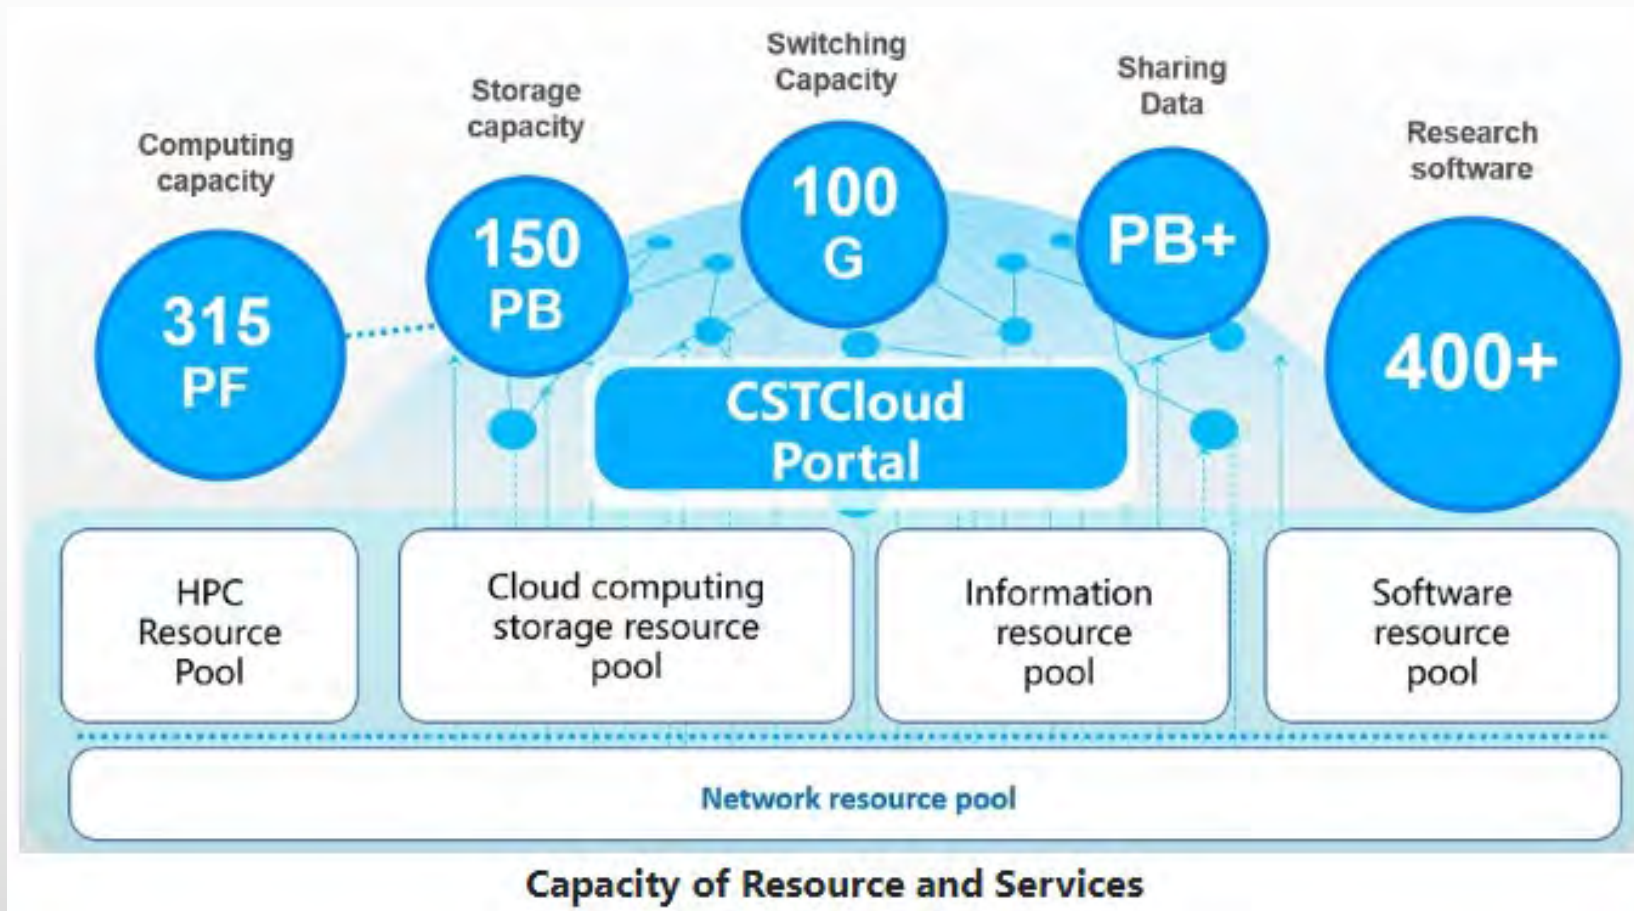 Computing
capacity
315
PF
Storage
capacity
150
PB
Switching
Capacity
100
G
Sharing
Data
PB+
Research
software
400+
CSTCloud
Portal
HPC
Resource
Pool
Cloud computing
storage resource
pool
Information
resource
pool
Software
resource
pool
Network resource pool
Capacity of Resource and Services